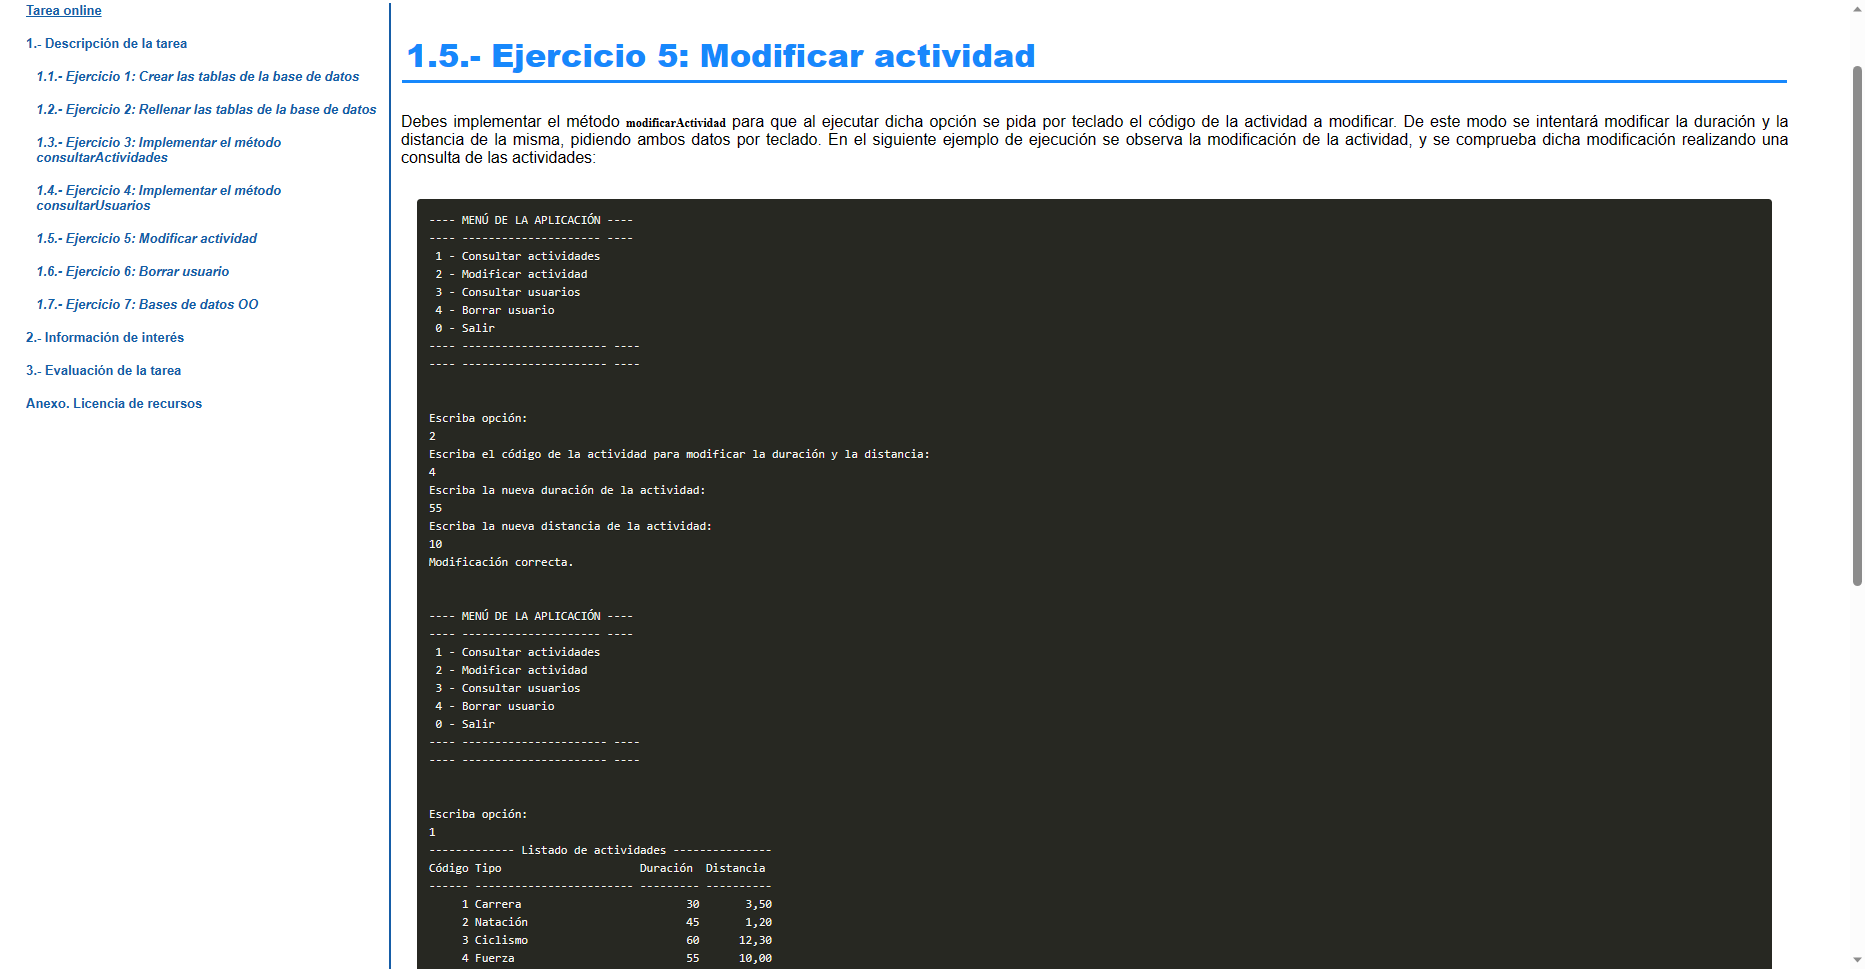 Tarea online
1.- Descripción de la tarea
1.1.- Ejercicio 1: Crear las tablas de la base de datos
1.2.- Ejercicio 2: Rellenar las tablas de la base de datos
1.3.- Ejercicio 3: Implementar el método
consultarActividades
1.4.- Ejercicio 4: Implementar el método
consultarUsuarios
1.5.- Ejercicio 5: Modificar actividad
1.6.- Ejercicio 6: Borrar usuario
1.7.- Ejercicio 7: Bases de datos OO
2.- Información de interés
3.- Evaluación de la tarea
Anexo. Licencia de recursos
1.5.- Ejercicio 5: Modificar actividad
Debes implementar el método modificarActividad para que al ejecutar dicha opción se pida por teclado el código de la actividad a modificar. De este modo se intentará modificar la duración y la
distancia de la misma, pidiendo ambos datos por teclado. En el siguiente ejemplo de ejecución se observa la modificación de la actividad, y se comprueba dicha modificación realizando una
consulta de las actividades:
---- MENÚ DE LA APLICACIÓN ----
---- --------------------- ----
1 - Consultar actividades
2 - Modificar actividad
3 - Consultar usuarios
4 - Borrar usuario
0 - Salir
---- ---------------------- ----
---- ---------------------- ----
Escriba opción:
2
Escriba el código de la actividad para modificar la duración y la distancia:
4
Escriba la nueva duración de la actividad:
55
Escriba la nueva distancia de la actividad:
10
Modificación correcta.
---- MENÚ DE LA APLICACIÓN ----
---- --------------------- ----
1 - Consultar actividades
2 - Modificar actividad
3 - Consultar usuarios
4 - Borrar usuario
0 - Salir
---- ---------------------- ----
---- ---------------------- ----
Escriba opción:
1
------------- Listado de actividades ---------------
Código Tipo                     Duración  Distancia
------ ------------------------ --------- ----------
1 Carrera                         30       3,50
2 Natación                        45       1,20
3 Ciclismo                        60      12,30
4 Fuerza                          55      10,00